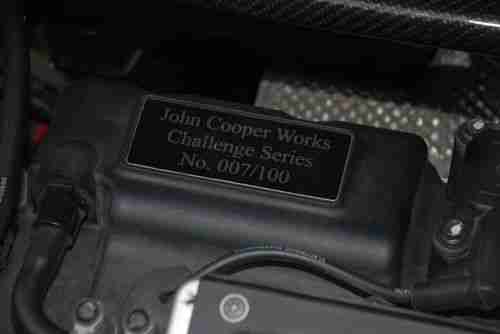 John Cooper Works
Challenge Series
No. 007/100